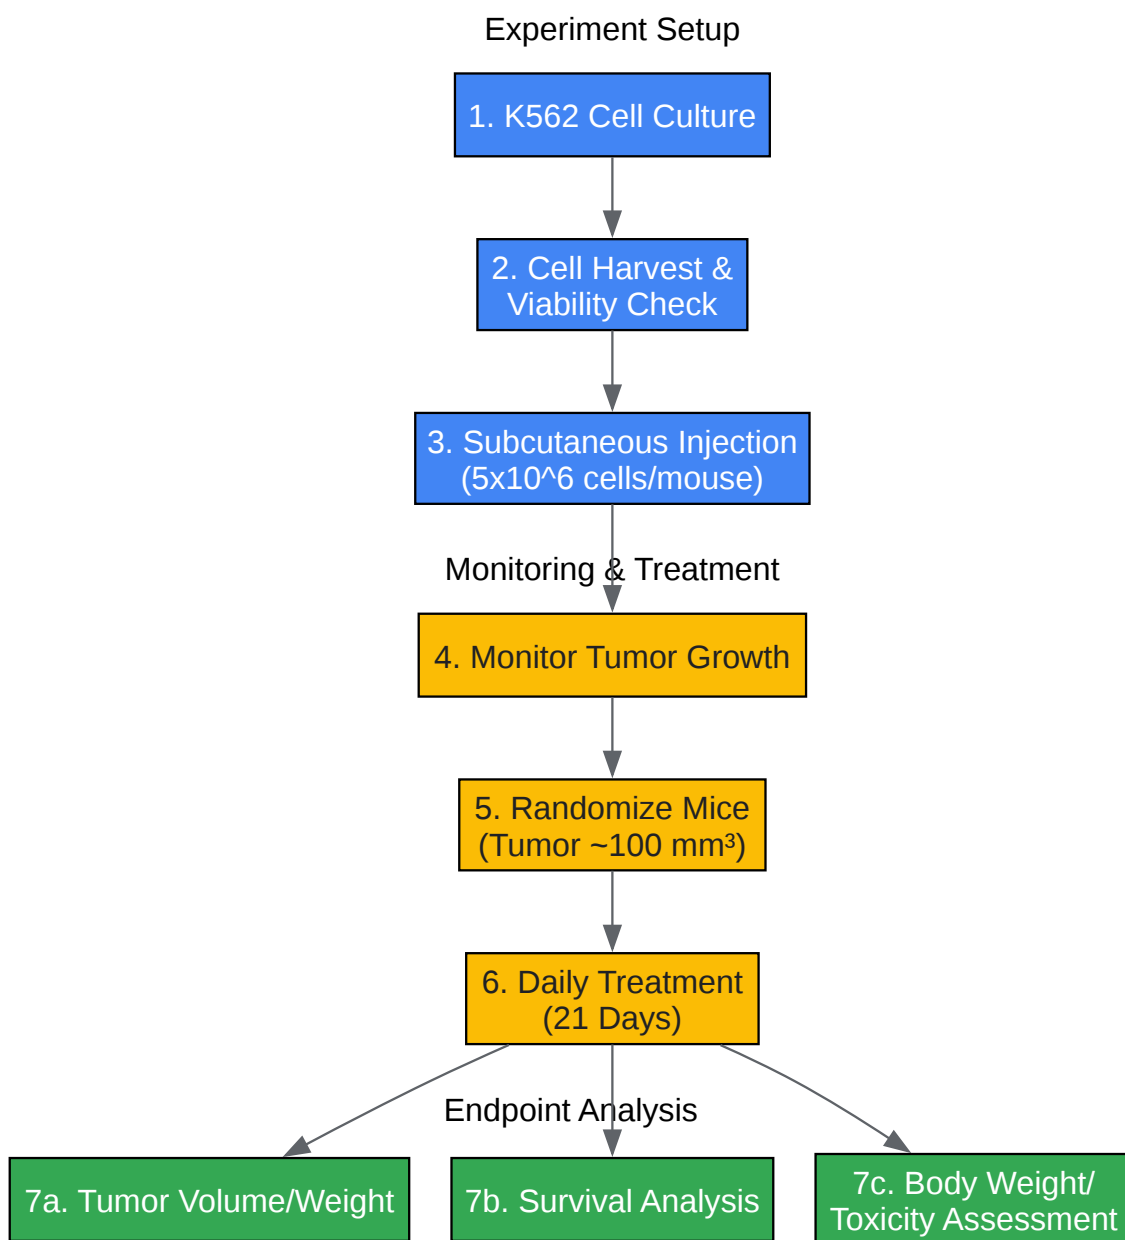 Experiment Setup
1. K562 Cell Culture
2. Cell Harvest &
Viability Check
3. Subcutaneous Injection
(5x10^6 cells/mouse)
Monitoring & Treatment
4. Monitor Tumor Growth
5. Randomize Mice
(Tumor ~100 mm³)
6. Daily Treatment
(21 Days)
Endpoint Analysis
7a. Tumor Volume/Weight
7b. Survival Analysis
7c. Body Weight/
Toxicity Assessment